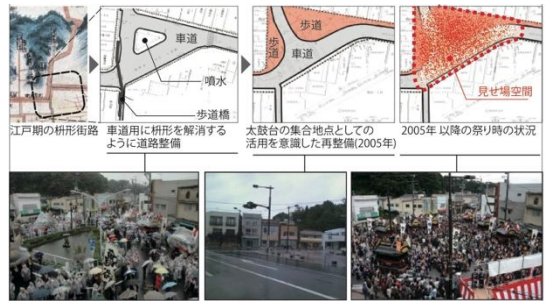 車道
噴水
歩道橋
歩道
歩道
車道
見せ場空間
江戸期の枡形街路
車道用に枡形を解消する
ように道路整備
太鼓台の集合地点としての
活用を意識した再整備(2005年)
2005年 以降の祭り時の状況